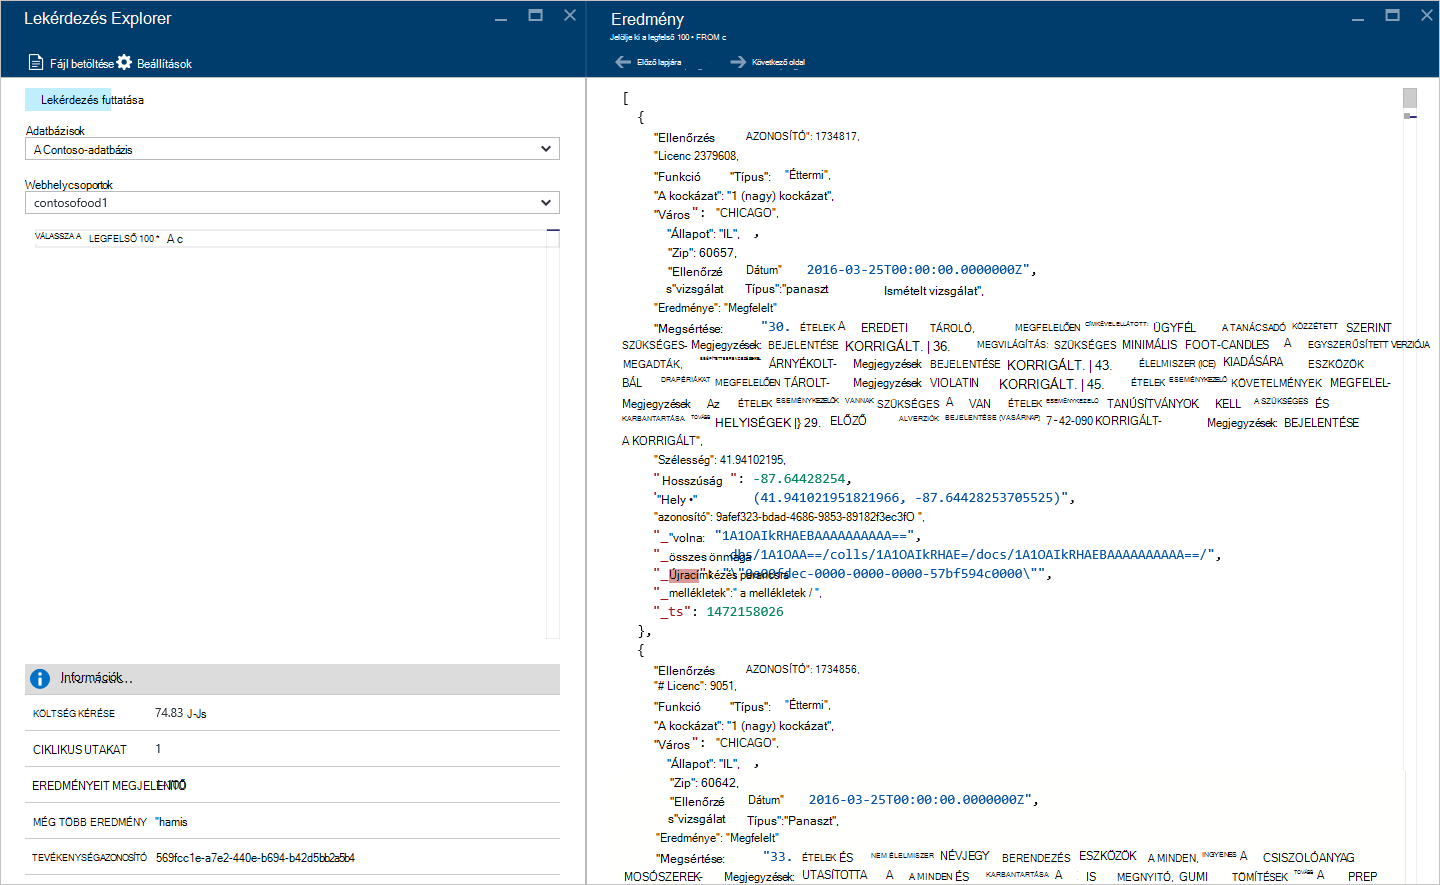 Lekérdezés Explorer
Fájl betöltése Beállítások
Lekérdezés futtatása
Adatbázisok
A Contoso-adatbázis
Webhelycsoportok
contosofood1
VÁLASSZA A LEGFELSŐ 100 * A c
Információk...
KÖLTSÉG KÉRÉSE 74.83 J-Js
CIKLIKUS UTAKAT 1
EREDMÉNYEIT MEGJELENÍTŐ
MÉG TÖBB EREDMÉNY "hamis
TEVÉKENYSÉGAZONOSÍTÓ 569fcc1e-a7e2-440e-b694-b42d5bb2a5b4
Eredmény
Jelölje ki a legfelső 100 • FROM c
Előző lapjára Következő oldal
[
{
"Ellenőrzés AZONOSÍTÓ": 1734817,
"Licenc 2379608,
"Funkció "Típus": "Éttermi",
"A kockázat": "1 (nagy) kockázat",
"Város": "CHICAGO",
"Állapot": "IL", ,
"Zip": 60657,
"Ellenőrzé Dátum" 2016-03-25T00:00:00.0000000Z",
s"vizsgálat Típus":"panaszt Ismételt vizsgálat",
"Eredménye": "Megfelelt"
"Megsértése: "30. ÉTELEK A EREDETI TÁROLÓ, MEGFELELŐEN CÍMKÉVEL ELLÁTOTT: ÜGYFÉL A TANÁCSADÓ KÖZZÉTETT SZERINT
SZÜKSÉGES- Megjegyzések: BEJELENTÉSE KORRIGÁLT. | 36. MEGVILÁGÍTÁS: SZÜKSÉGES MINIMÁLIS FOOT-CANDLES A EGYSZERŰSÍTETT VERZIÓJA
MEGADTÁK, ÁRNYÉKOLT- Megjegyzések BEJELENTÉSE KORRIGÁLT. | 43. ÉLELMISZER (ICE) KIADÁSÁRA ESZKÖZÖK
BÁL DRAPÉRIÁKAT MEGFELELŐEN TÁROLT- Megjegyzések VIOLATIN KORRIGÁLT. | 45. ÉTELEK ESEMÉNYKEZELŐ KÖVETELMÉNYEK MEGFELEL-
Megjegyzések Az ÉTELEK ESEMÉNYKEZELŐK VANNAK SZÜKSÉGES A VAN ÉTELEK ESEMÉNYKEZELŐ TANÚSÍTVÁNYOK KELL A SZÜKSÉGES ÉS
KARBANTARTÁSA TOVÁBB HELYISÉGEK |} 29. ELŐZŐ ALVERZIÓK BEJELENTÉSE (VASÁRNAP) 7-42-090 KORRIGÁLT- Megjegyzések: BEJELENTÉSE
A KORRIGÁLT",
"Szélesség": 41.94102195,
"Hosszúság": -87.64428254,
"Hely •" (41.941021951821966, -87.64428253705525)",
"azonosító": 9afef323-bdad-4686-9853-89182f3ec3f0 ",
"_"volna: "1A1OAIkRHAEBAAAAAAAAAA==",
"_összes önmaga dbs/1A1OAA==/colls/1A1OAIkRHAE=/docs/1A1OAIkRHAEBAAAAAAAAAA==/",
"_Újracímkézés parancsra fdec-0000-0000-0000-57bf594c0000\"",
"_mellékletek":" a mellékletek / ",
"_ts": 1472158026
},
{
"Ellenőrzés AZONOSÍTÓ": 1734856,
"# Licenc": 9051,
"Funkció "Típus": "Éttermi",
"A kockázat": "1 (nagy) kockázat",
"Város": "CHICAGO",
"Állapot": "IL", ,
"Zip": 60642,
"Ellenőrzé Dátum" 2016-03-25T00:00:00.0000000Z",
s"vizsgálat Típus":"Panaszt",
"Eredménye": "Megfelelt"
"Megsértése: "33. ÉTELEK ÉS NEM ÉLELMISZER NÉVJEGY BERENDEZÉS ESZKÖZÖK A MINDEN, INGYENES A CSISZOLÓANYAG
MOSÓSZEREK- Megjegyzések: UTASÍTOTTA A A MINDEN ÉS KARBANTARTÁSA A IS MEGNYITÓ, GUMI TÖMÍTÉSEK TOVÁBB A PREP